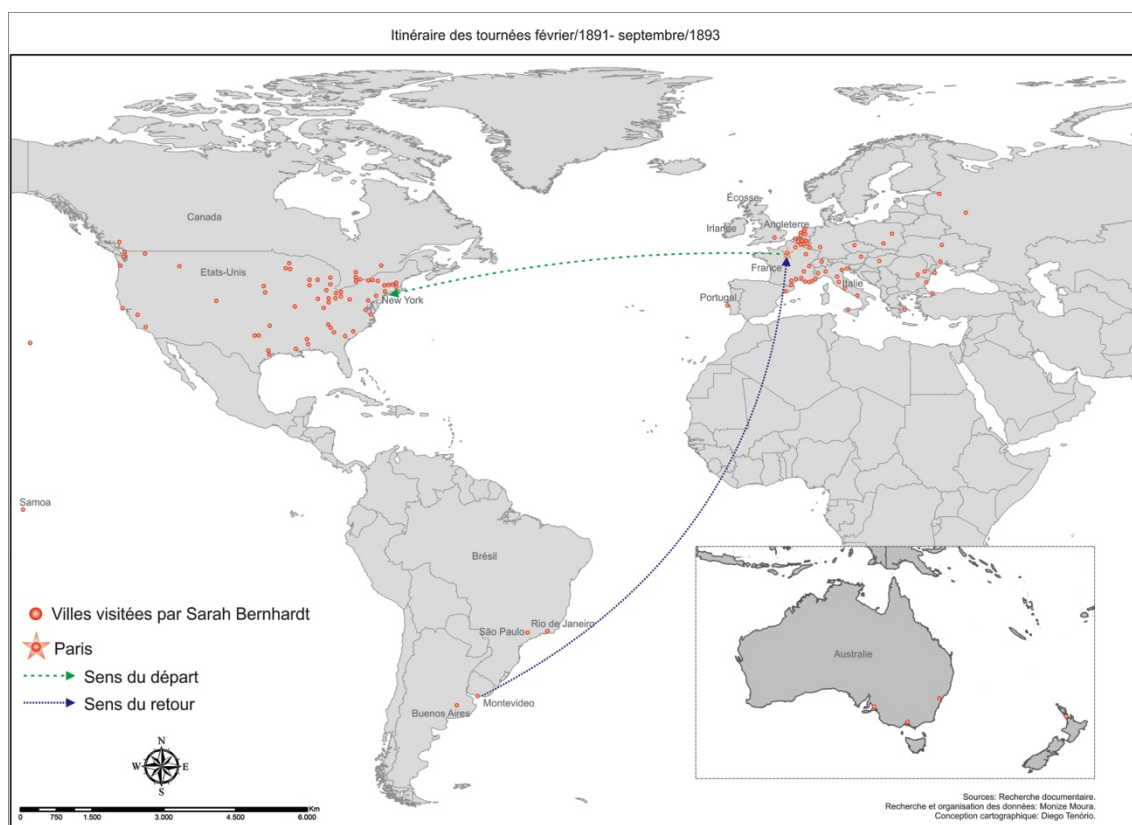 Itinéraire des tournées février/1891- septembre/1893
Canada
Etats-Unis
New York
Écosse
Irlande
Angleterre
France
Italie
Portugal
Samoa
Brésil
São Paulo
Rio de Janeiro
Buenos Aires
Montevideo
Australie
Villes visitées par Sarah Bernhardt
Paris
Sens du départ
Sens du retour
N
W
E
S
Km
0 750 1.500 3.000 4.500 6.000
Sources: Recherche documentaire.
Recherche et organisation des données: Monize Moura.
Conception cartographique: Diego Tenório.